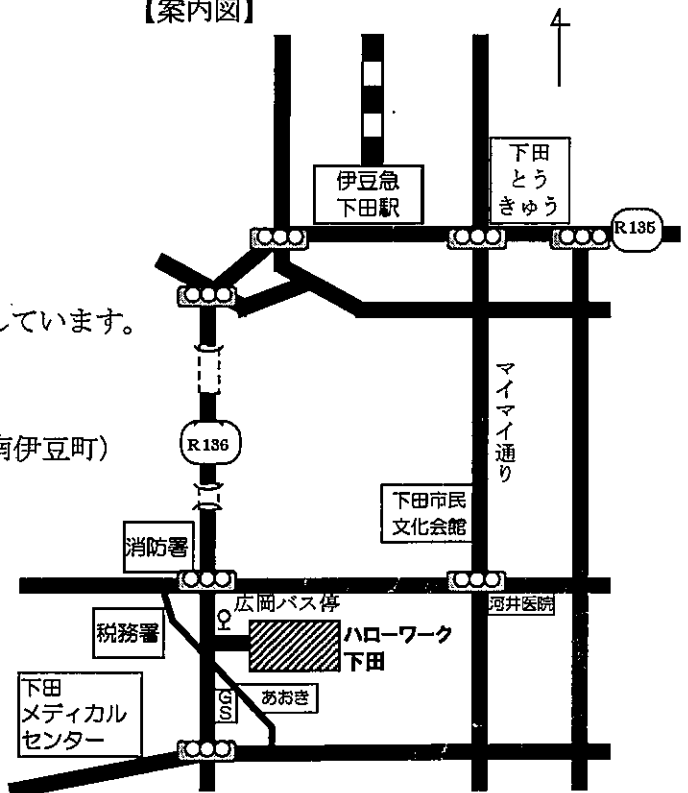 【案内図】
伊豆急
下田駅
下田
とう
きゅう
R135
しています。
マイマイ通り
南伊豆町）
R136
下田市民
文化会館
消防署
広岡バス停
河井医院
税務署
ハローワーク
下田
下田
メディカル
センター
GS
あおき